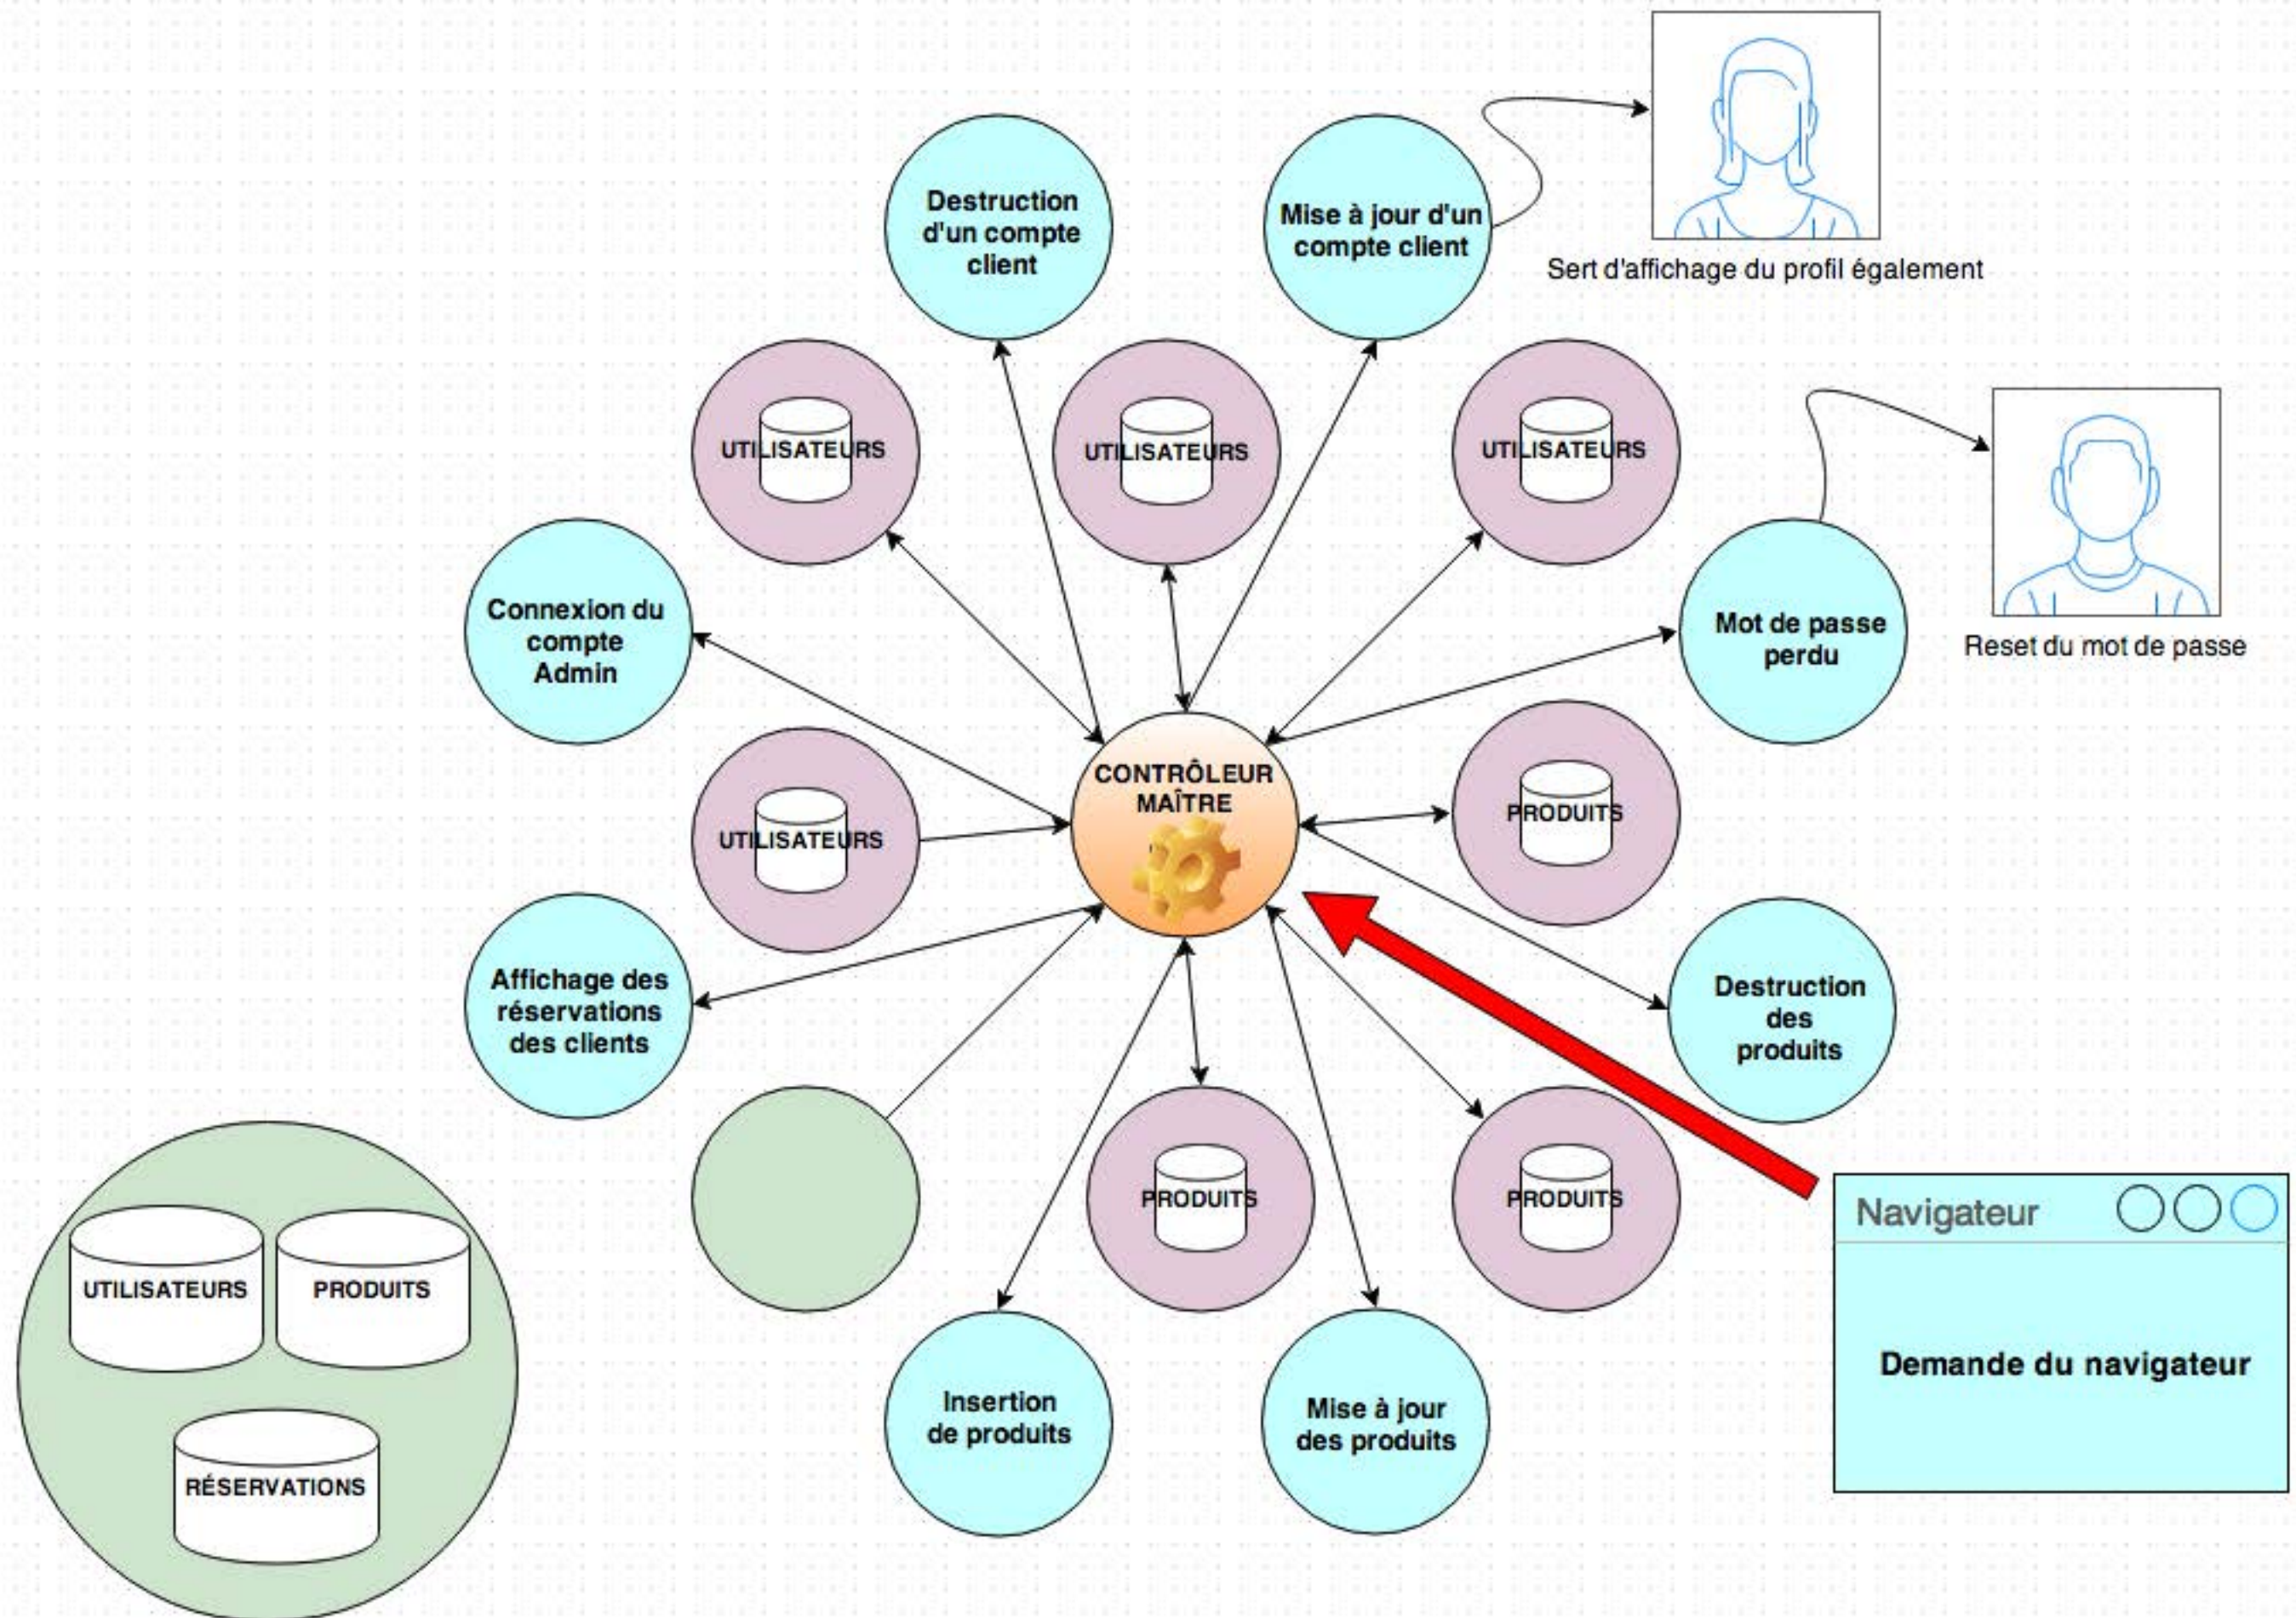 Destruction
d'un compte
client
Mise à jour d'un
compte client
Sert d'affichage du profil également
UTILISATEURS
UTILISATEURS
UTILISATEURS
Connexion du
compte
Admin
Mot de passe
perdu
Reset du mot de passe
CONTRÔLEUR
MAÎTRE
UTILISATEURS
PRODUITS
Affichage des
réservations
des clients
Destruction
des
produits
PRODUITS
PRODUITS
Navigateur
Demande du navigateur
UTILISATEURS
PRODUITS
RÉSERVATIONS
Insertion
de produits
Mise à jour
des produits